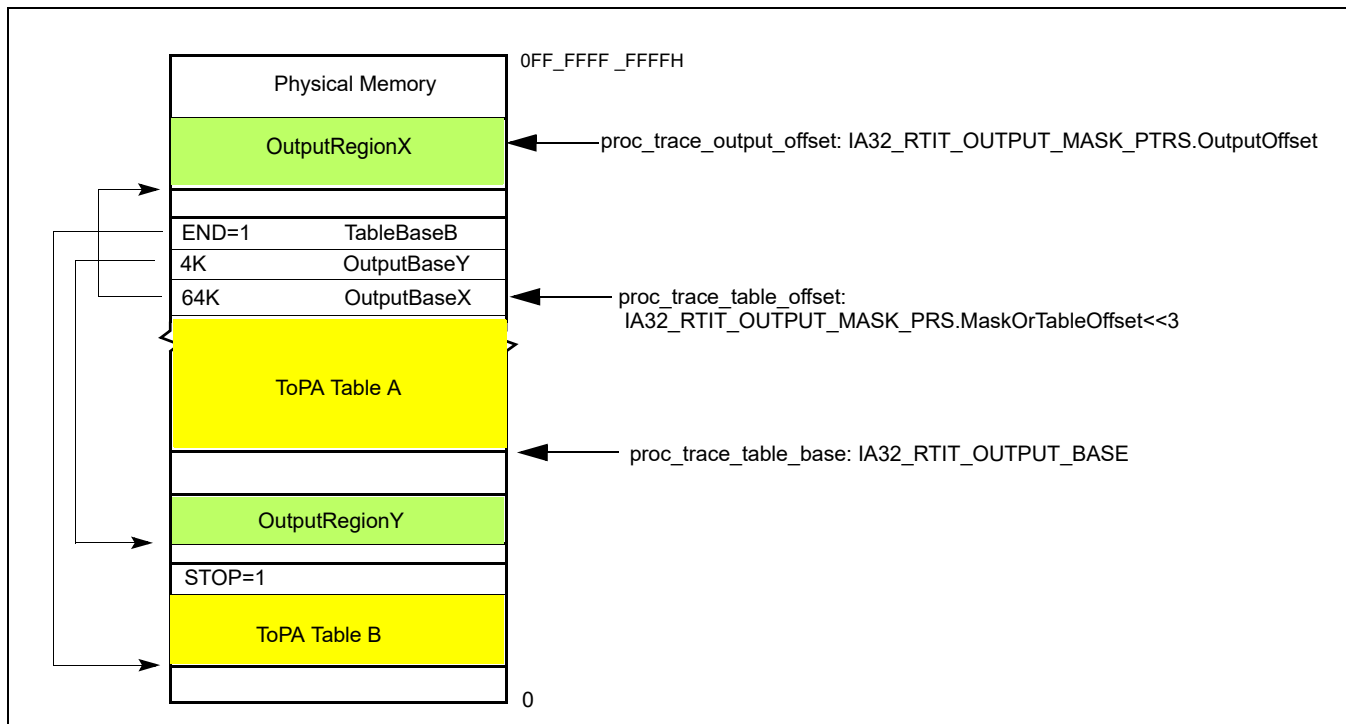 0FF_FFFF _FFFFH
Physical Memory
OutputRegionX
proc_trace_output_offset: IA32_RTIT_OUTPUT_MASK_PTRS.OutputOffset
END=1 TableBaseB
4K OutputBaseY
64K OutputBaseX
proc_trace_table_offset:
IA32_RTIT_OUTPUT_MASK_PRS.MaskOrTableOffset<<3
ToPA Table A
proc_trace_table_base: IA32_RTIT_OUTPUT_BASE
OutputRegionY
STOP=1
ToPA Table B
0